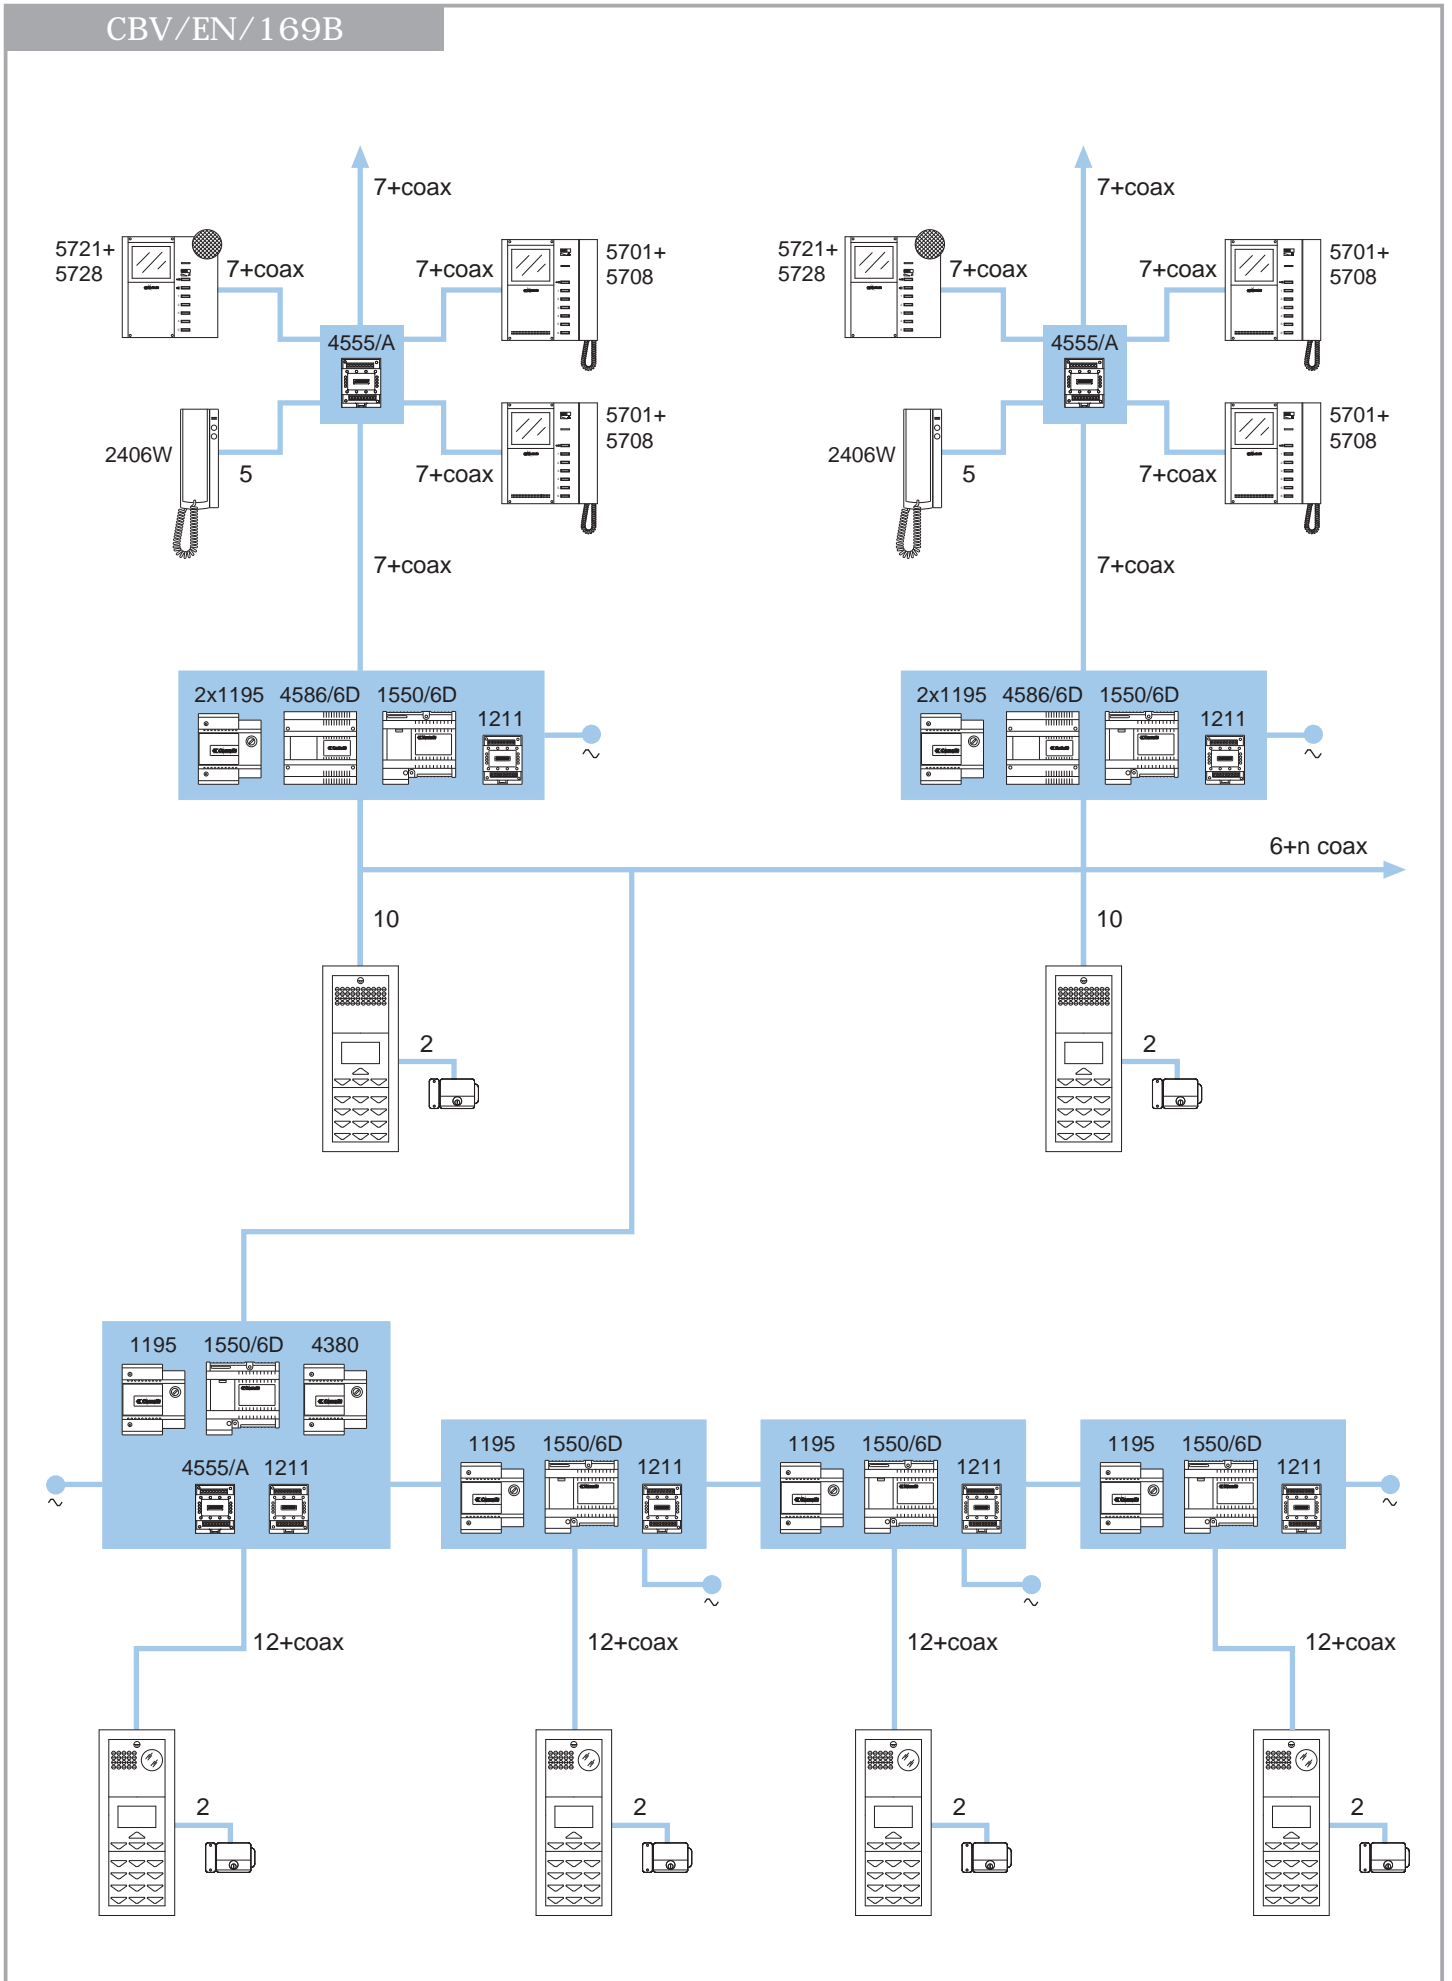 CBV/EN/169B
7+coax
7+coax
5721+
5728
7+coax
7+coax
5701+
5708
5721+
5728
7+coax
7+coax
5701+
5708
4555/A
4555/A
2406W
5
7+coax
5701+
5708
2406W
5
7+coax
5701+
5708
7+coax
7+coax
2x1195 4586/6D 1550/6D
1211
~
2x1195 4586/6D 1550/6D
1211
~
6+n coax
10
10
2
2
1195 1550/6D 4380
4555/A 1211
~
1195 1550/6D
1211
~
1195 1550/6D
1211
~
1195 1550/6D
1211
~
12+coax
12+coax
12+coax
12+coax
2
2
2
2